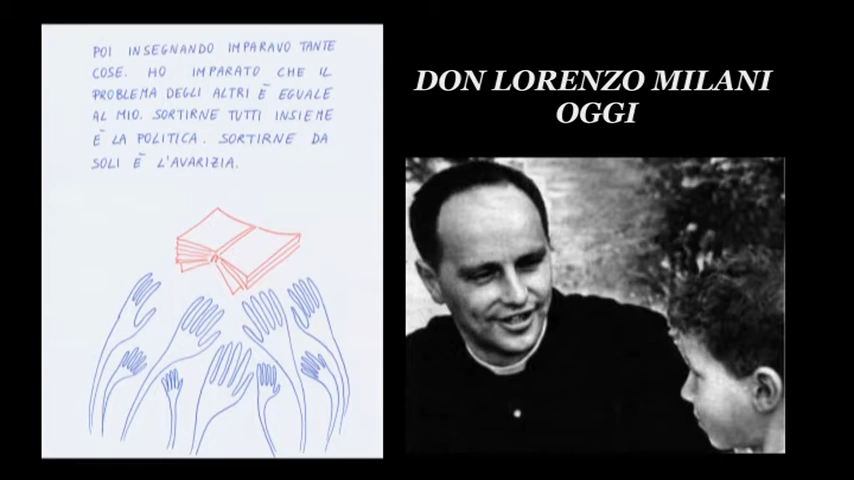 POI INSEGNANDO IMPARAVO TANTE
COSE. HO IMPARATO CHE IL
PROBLEMA DEGLI ALTRI È EGUALE
AL MIO. SORTIRNE TUTTI INSIEME
È LA POLITICA. SORTIRNE DA
SOLI È L'AVARIZIA.
DON LORENZO MILANI
OGGI